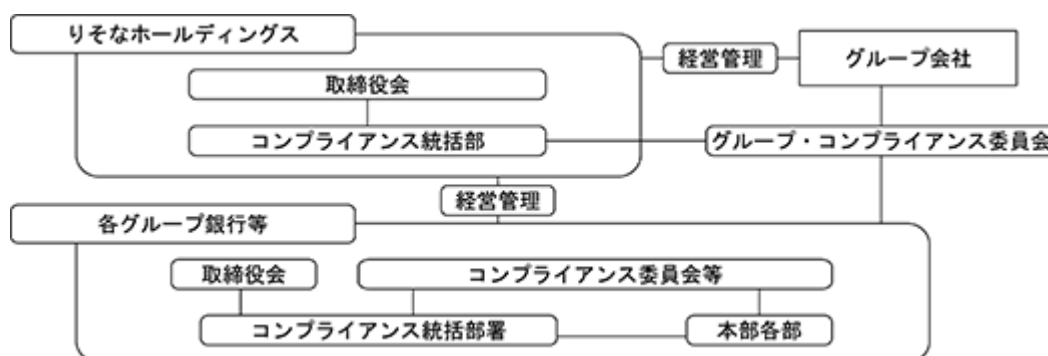 りそなホールディングス
経営管理
グループ会社
取締役会
コンプライアンス統括部
グループ・コンプライアンス委員会
経営管理
各グループ銀行等
取締役会
コンプライアンス委員会等
コンプライアンス統括部署
本部各部